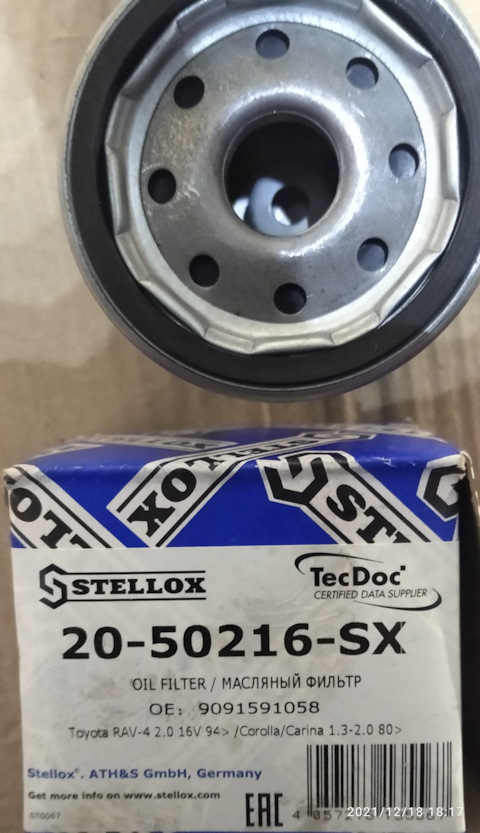 STELLOX
STELLOX
TecDoc
CERTIFIED DATA SUPPLIER
20-50216-SX
OIL FILTER / МАСЛЯНЫЙ ФИЛЬТР
OE: 9091591058
Toyota RAV-4 2.0 16V 94> /Corolla/Carina 1.3-2.0 80>
Stellox®. ATH&S GmbH, Germany
Get more info on www.stellox.com
ST0067
EAC
2021/12/18 18:17